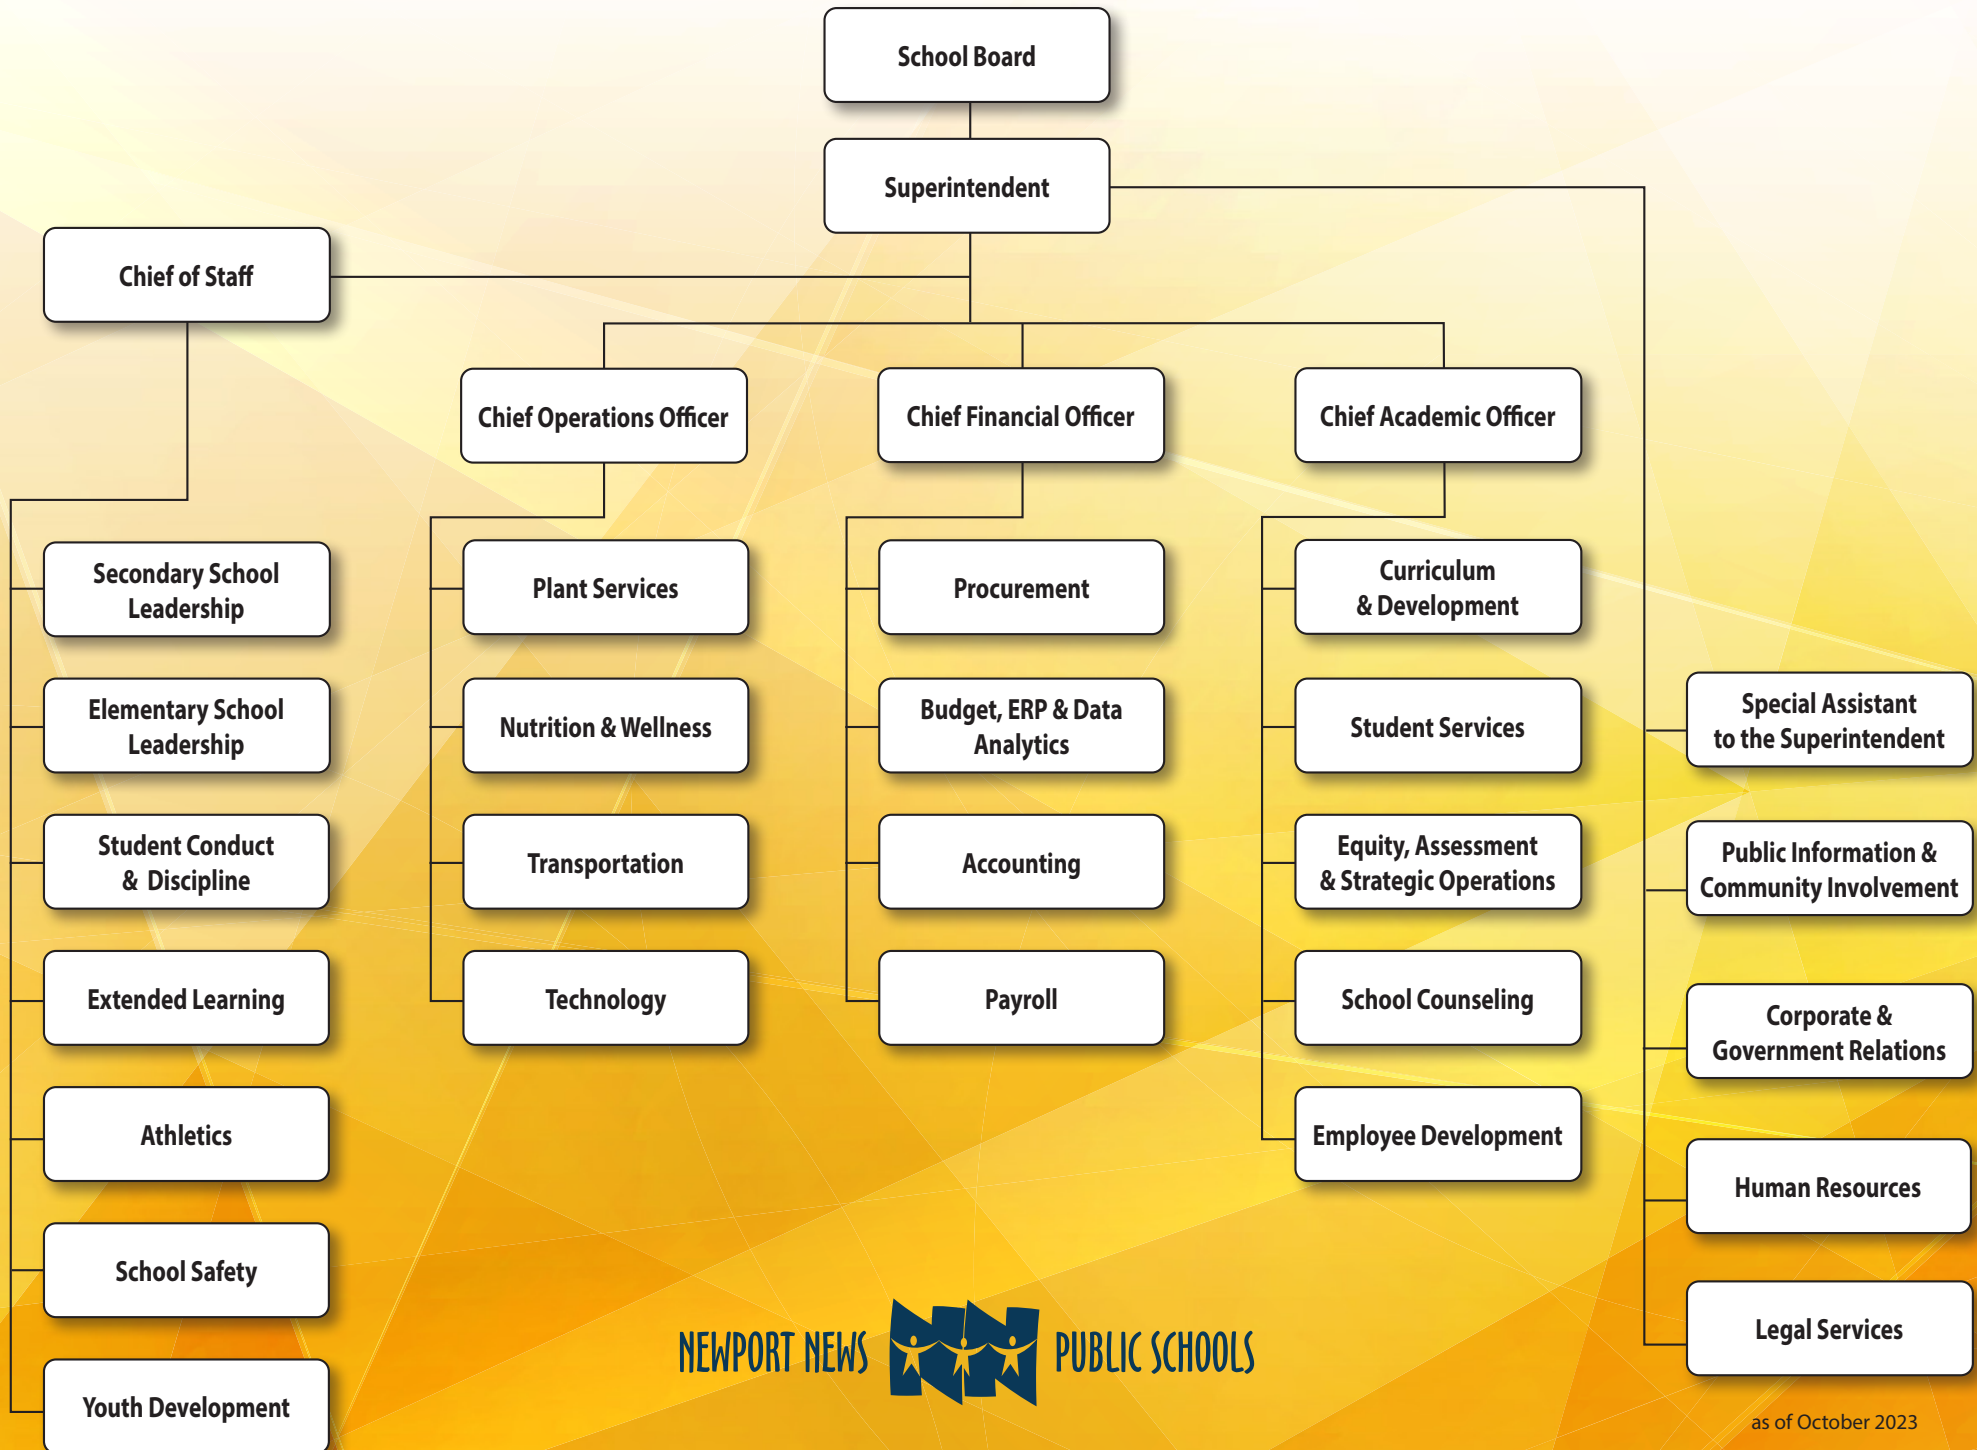 School Board
Superintendent
Chief of Staff
Chief Operations Officer
Chief Financial Officer
Chief Academic Officer
Secondary School
Leadership
Elementary School
Leadership
Student Conduct
& Discipline
Extended Learning
Athletics
School Safety
Youth Development
Plant Services
Nutrition & Wellness
Transportation
Technology
Procurement
Budget, ERP & Data
Analytics
Accounting
Payroll
Curriculum
& Development
Student Services
Equity, Assessment
& Strategic Operations
School Counseling
Employee Development
Special Assistant
to the Superintendent
Public Information &
Community Involvement
Corporate &
Government Relations
Human Resources
Legal Services
NEWPORT NEWS PUBLIC SCHOOLS
as of October 2023